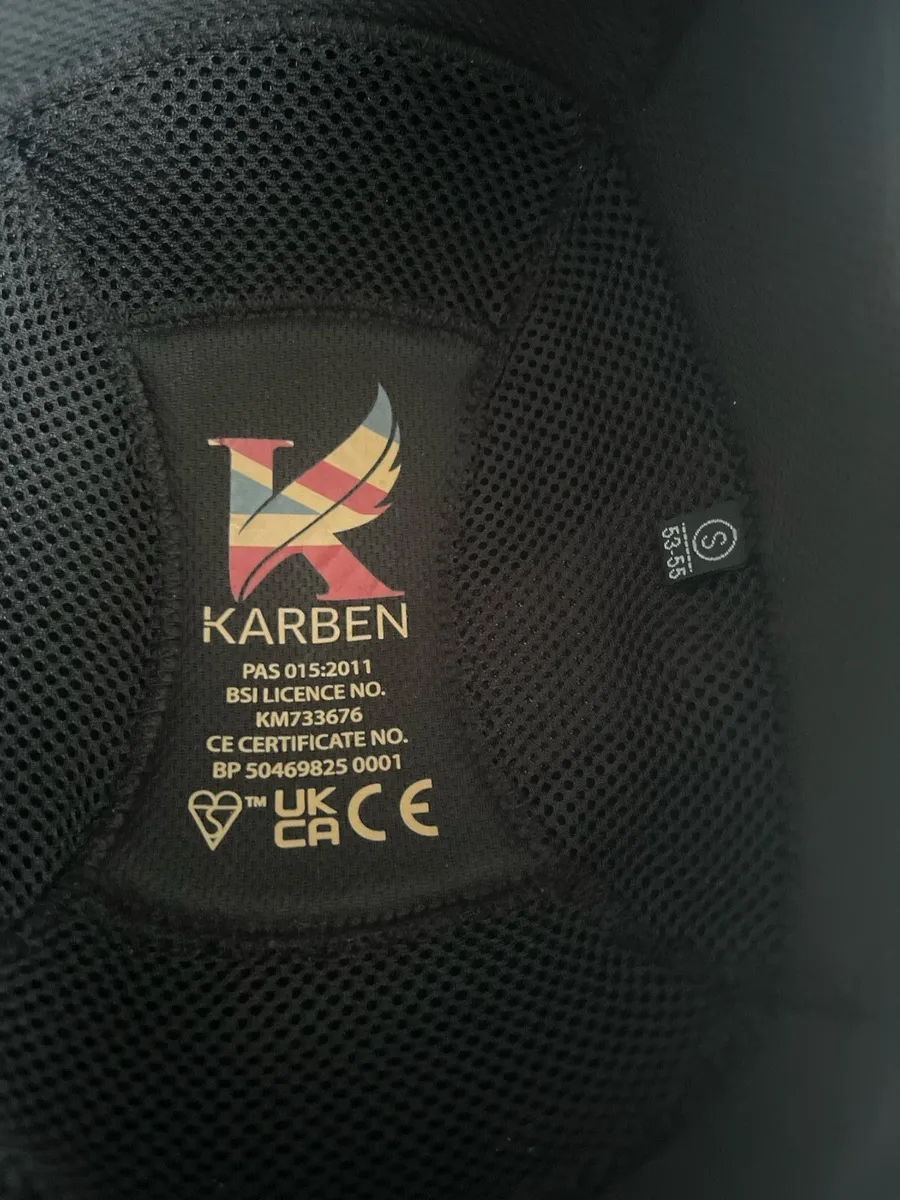 KARBEN
PAS 015:2011
BSI LICENCE NO.
KM733676
CE CERTIFICATE NO.
BP 50469825 0001
™ UK
CA CE
S
53-55